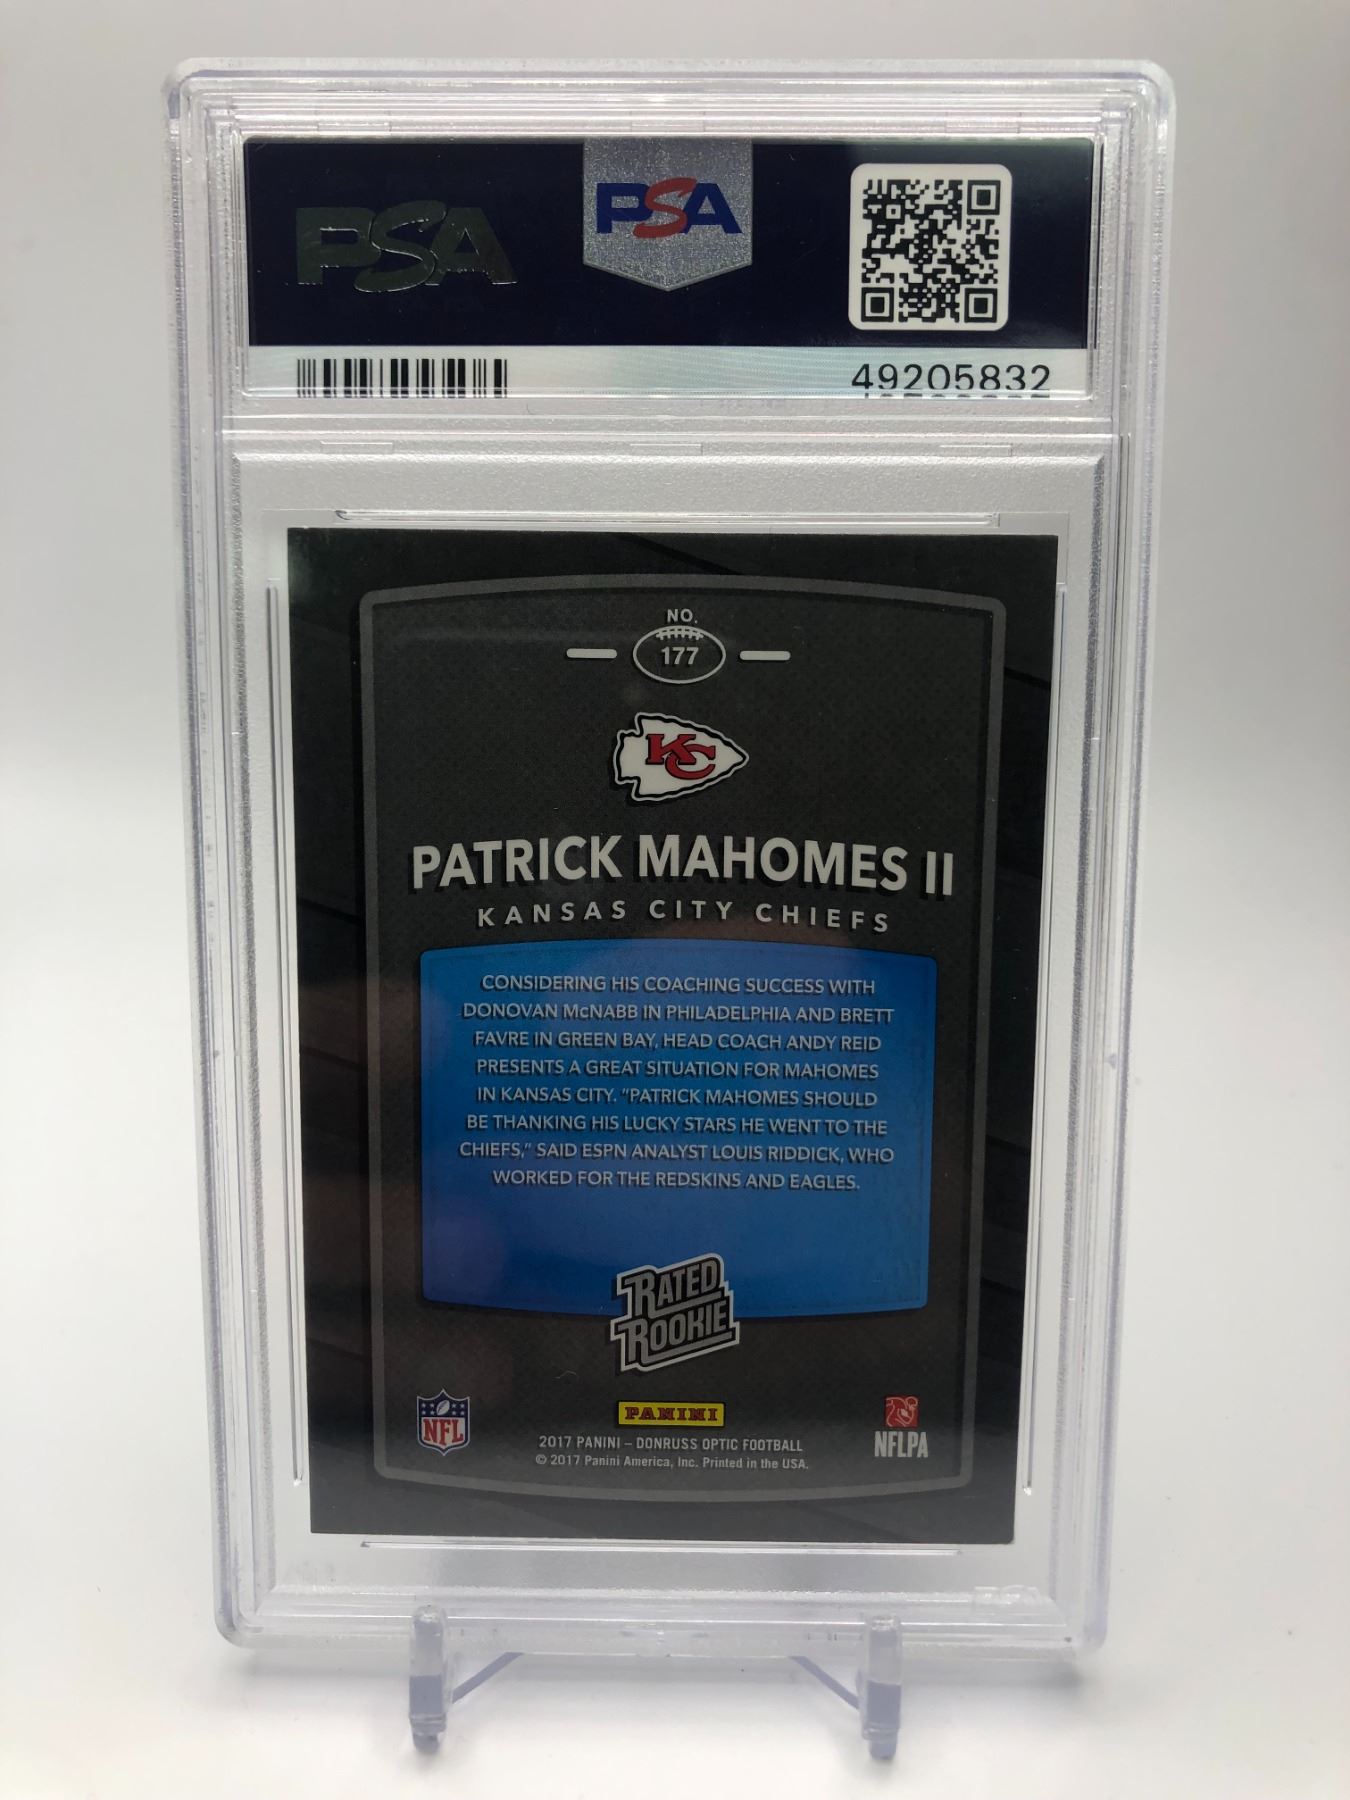 PSA
PSA
49205832
NO.
177
KC
PATRICK MAHOMES II
KANSAS CITY CHIEFS
CONSIDERING HIS COACHING SUCCESS WITH
DONOVAN McNABB IN PHILADELPHIA AND BRETT
FAVRE IN GREEN BAY, HEAD COACH ANDY REID
PRESENTS A GREAT SITUATION FOR MAHOMES
IN KANSAS CITY. "PATRICK MAHOMES SHOULD
BE THANKING HIS LUCKY STARS HE WENT TO THE
CHIEFS," SAID ESPN ANALYST LOUIS RIDDICK, WHO
WORKED FOR THE REDSKINS AND EAGLES.
RATED
ROOKIE
NFL
PANINI
NFLPA
2017 PANINI – DONRUSS OPTIC FOOTBALL
© 2017 Panini America, Inc. Printed in the USA.